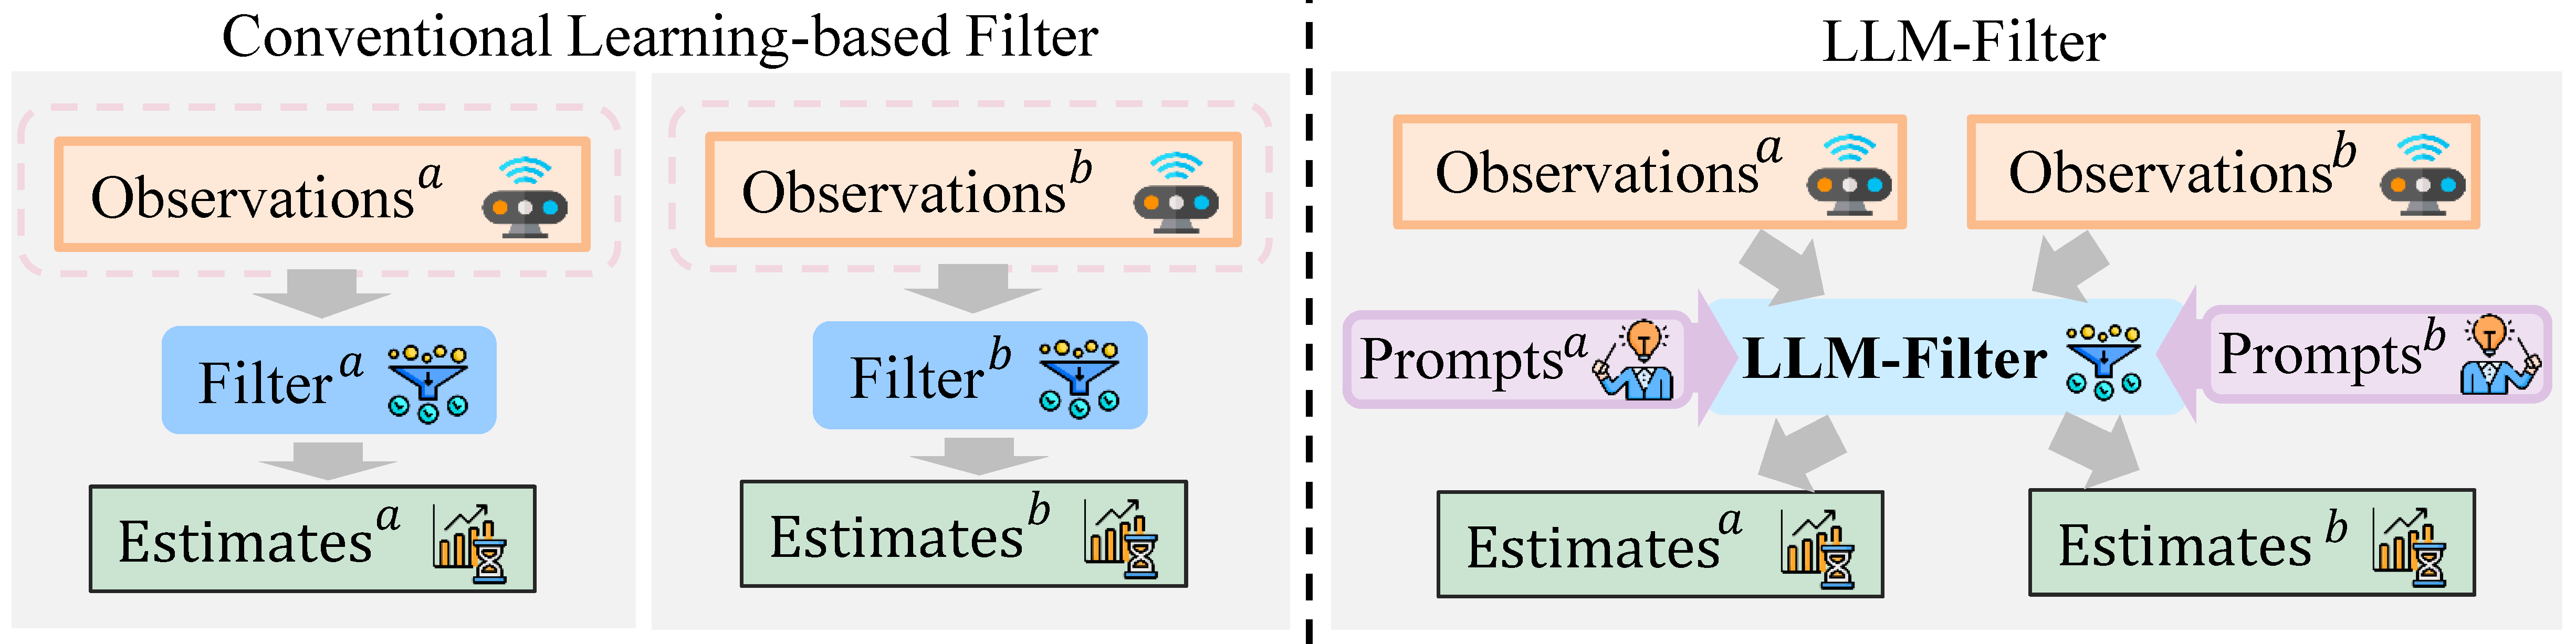 Conventional Learning-based Filter
Observations^a
Filter^a
Estimates^a
Observations^b
Filter^b
Estimates^b
LLM-Filter
Observations^a
Observations^b
Prompts^a
LLM-Filter
Prompts^b
Estimates^a
Estimates^b